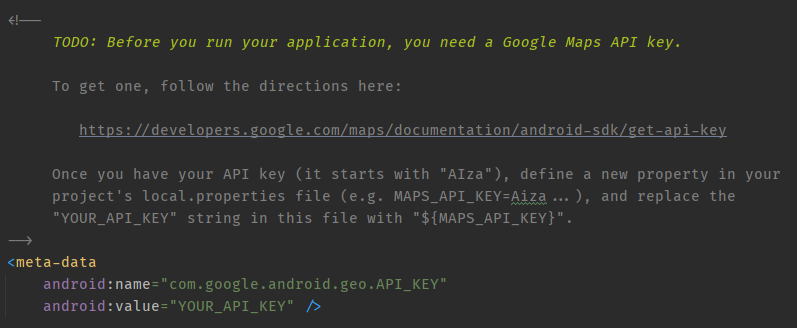 <!--
TODO: Before you run your application, you need a Google Maps API key.
To get one, follow the directions here:
https://developers.google.com/maps/documentation/android-sdk/get-api-key
Once you have your API key (it starts with "AIza"), define a new property in your
project's local.properties file (e.g. MAPS_API_KEY=Aiza...), and replace the
"YOUR_API_KEY" string in this file with "${MAPS_API_KEY}".
-->
<meta-data
android:name="com.google.android.geo.API_KEY"
android:value="YOUR_API_KEY" />